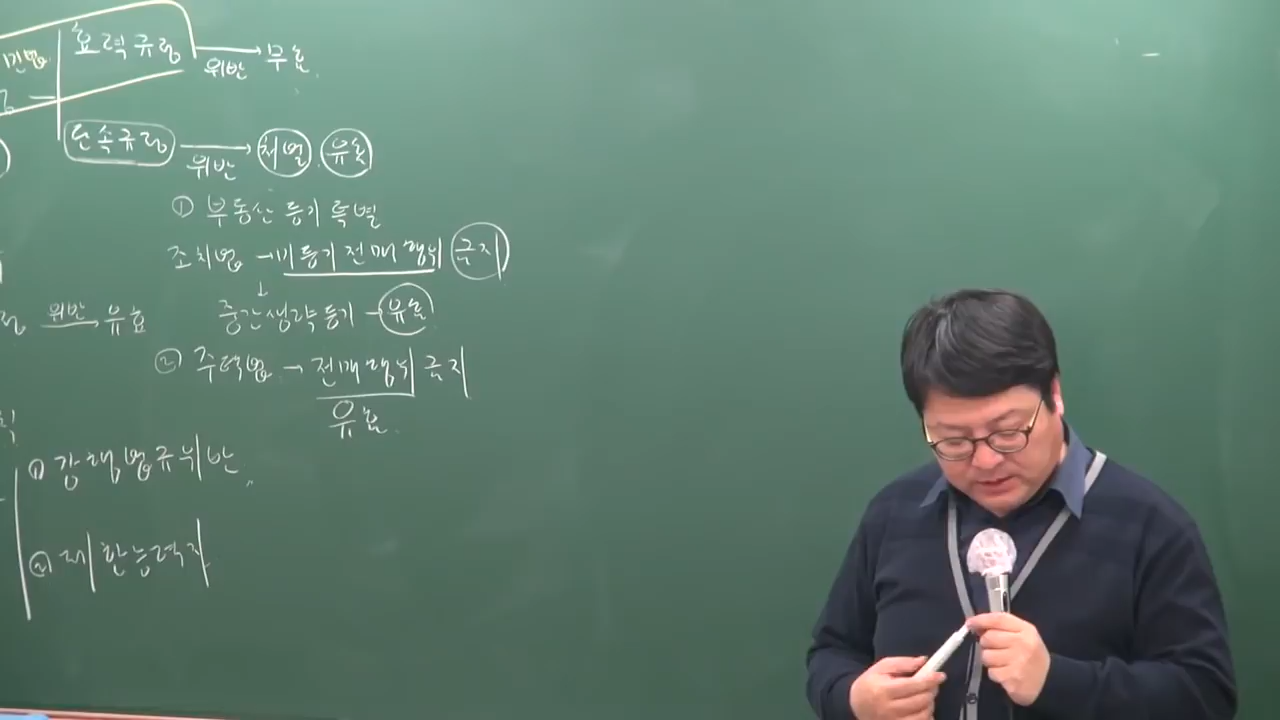 효력규정 → 위반 무효
단속규정 → 위반 처벌, 유효
① 부동산 등기 특별
조치법 → 미등기 전매 행위 금지
↓
위반 → 유효 중간생략등기 → 유효
② 주택법 → 전매행위 금지
유효
① 강행법규위반
② 제한능력자